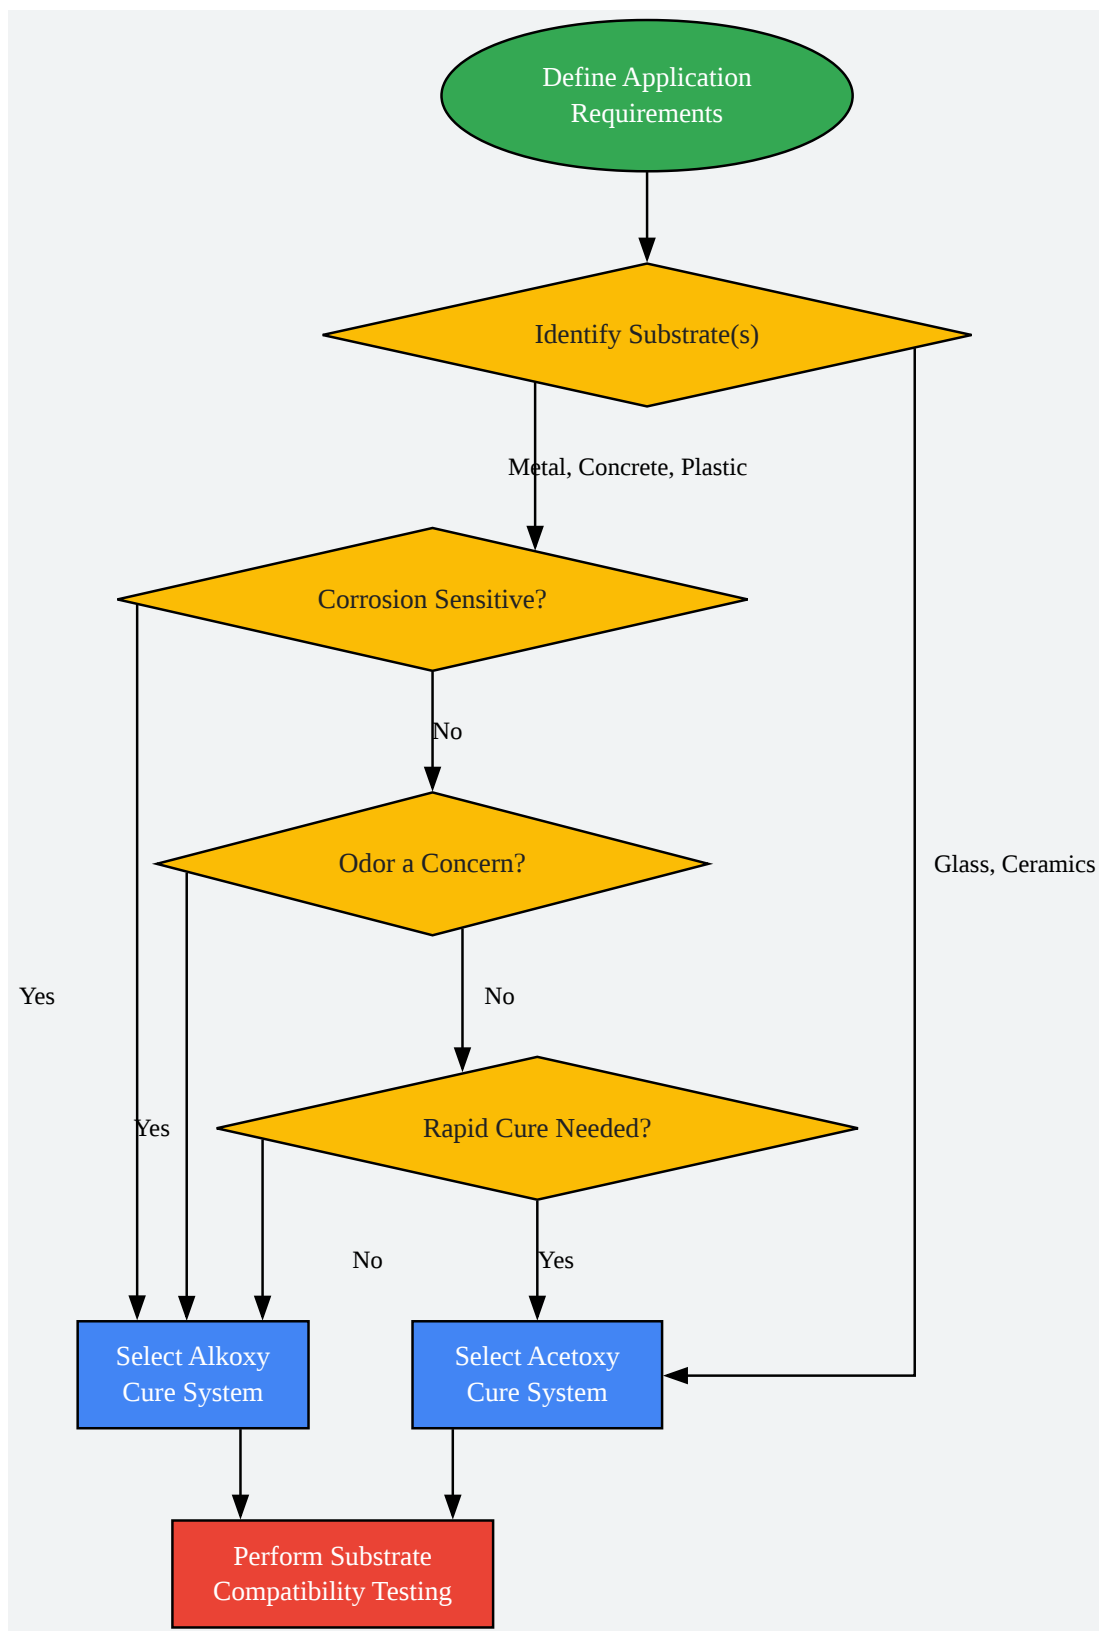 Define Application
Requirements
Identify Substrate(s)
Metal, Concrete, Plastic
Corrosion Sensitive?
No
Odor a Concern?
Glass, Ceramics
Yes
No
Yes
Rapid Cure Needed?
No
Yes
Select Alkoxy
Cure System
Select Acetoxy
Cure System
Perform Substrate
Compatibility Testing